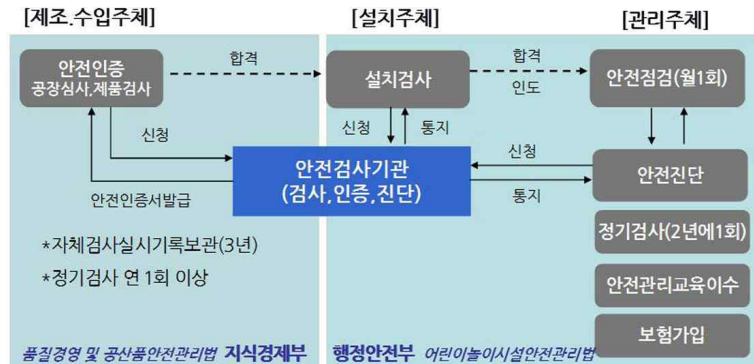 [제조.수입주체]
[설치주체]
[관리주체]
안전인증
공장심사,제품검사
합격
설치검사
합격
인도
안전점검(월1회)
신청
신청
통지
안전검사기관
(검사,인증,진단)
신청
통지
안전진단
안전인증서발급
*자체검사실시기록보관(3년)
*정기검사 연 1회 이상
정기검사(2년에1회)
안전관리교육이수
보험가입
품질경영 및 공산품안전관리법 지식경제부
행정안전부 어린이놀이시설안전관리법